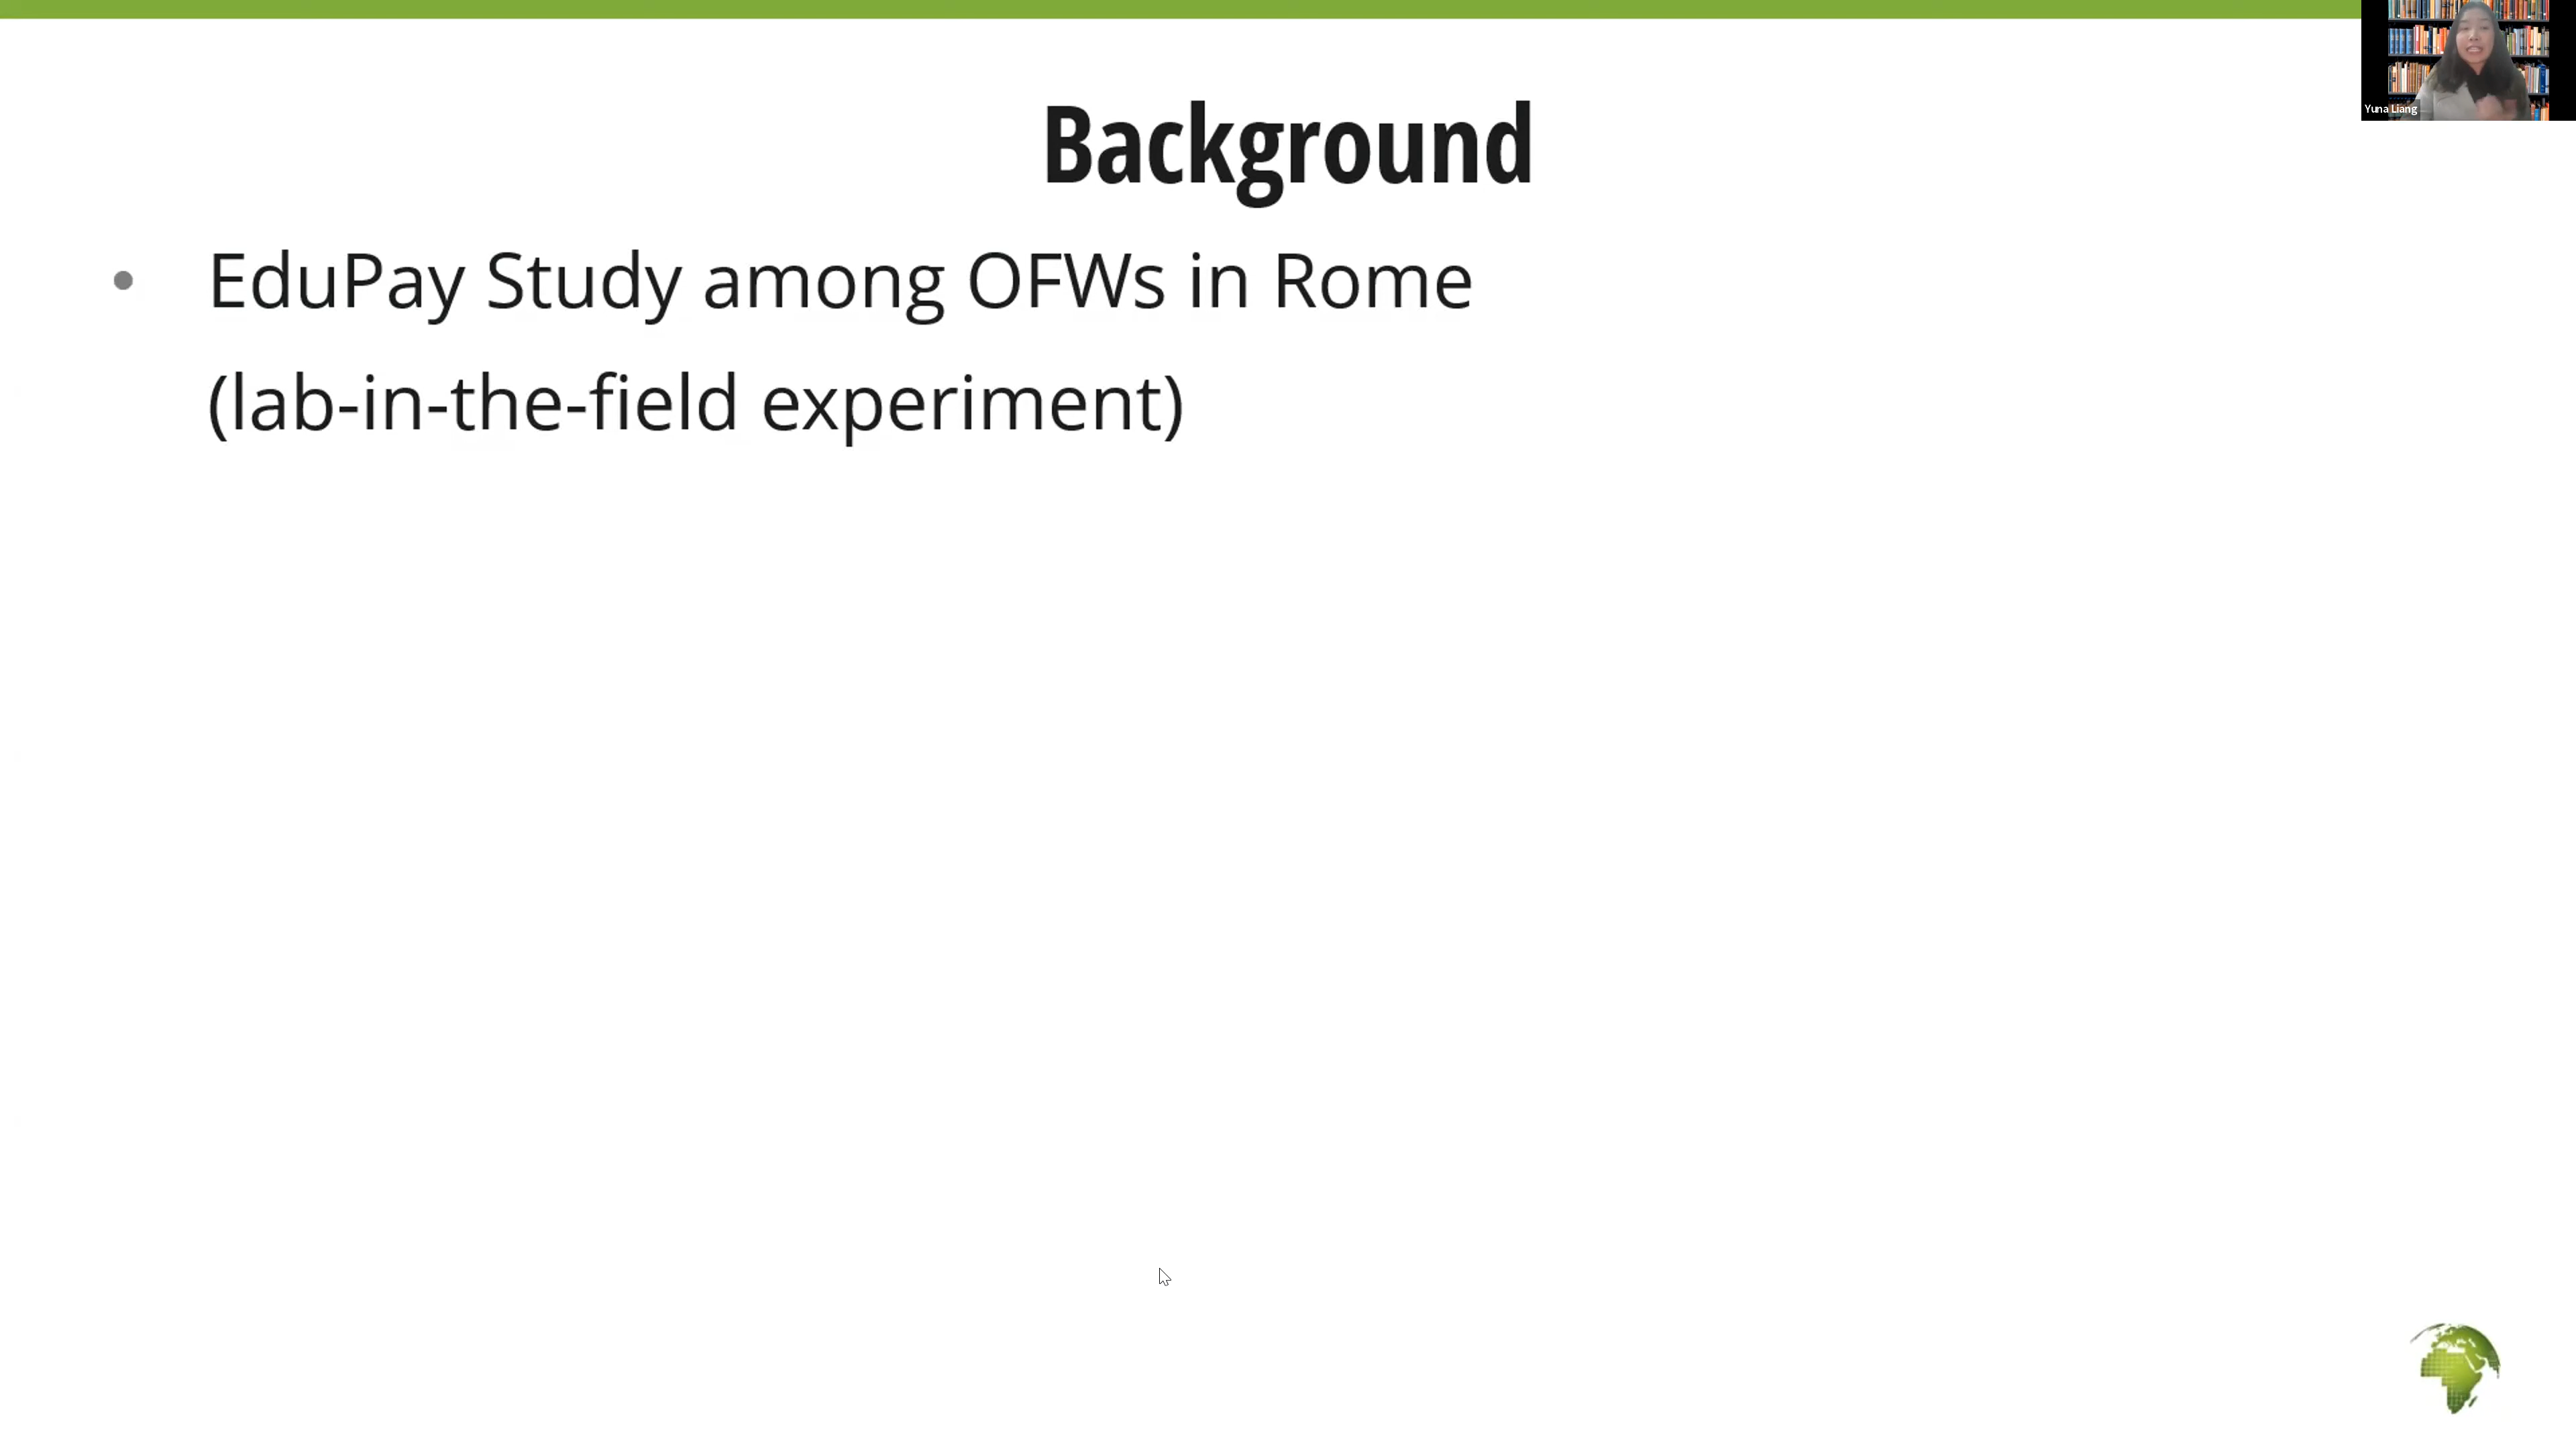 Background
Yuna Liang
• EduPay Study among OFWs in Rome
(lab-in-the-field experiment)